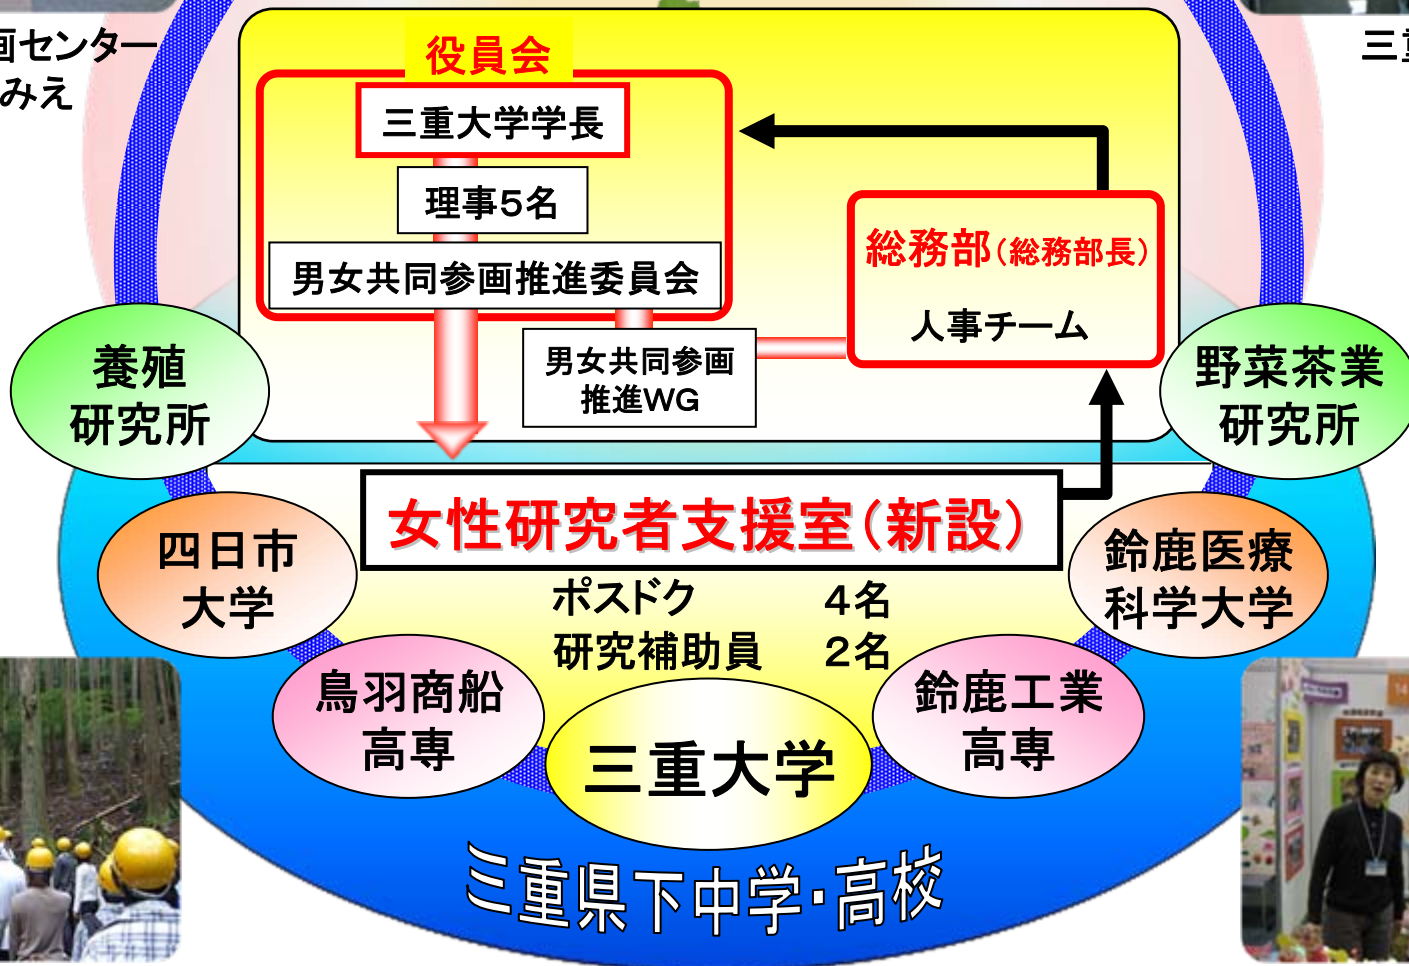 画センター
みえ
三重
役員会
三重大学学長
理事5名
男女共同参画推進委員会
総務部(総務部長)
人事チーム
男女共同参画
推進WG
養殖
研究所
野菜茶業
研究所
女性研究者支援室(新設)
四日市
大学
鈴鹿医療
科学大学
ポスドク 4名
研究補助員 2名
鳥羽商船
高専
鈴鹿工業
高専
三重大学
三重県下中学・高校